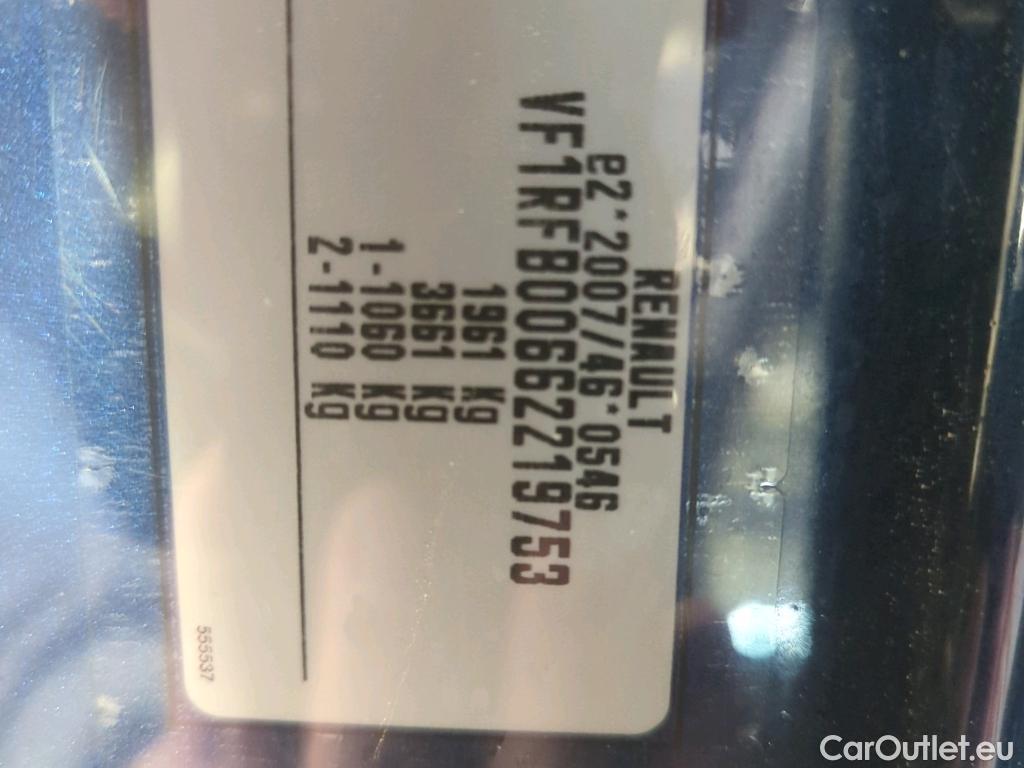 RENAULT
e2*2007/46*0546
VF1RFB00662219753
1961 kg
3661 kg
1-1060 kg
2-1110 kg
555537
CarOutlet.eu